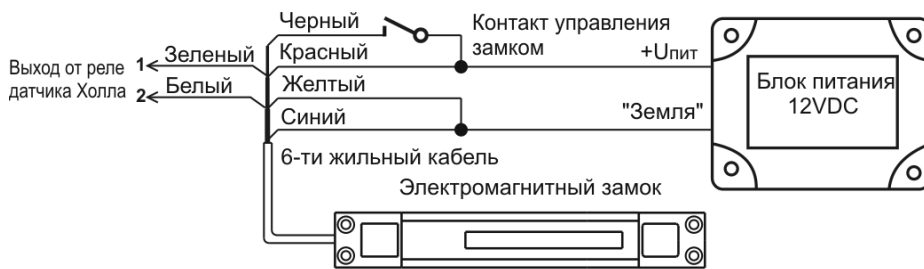 Черный
Контакт управления
замком
Зеленый
Красный
+Uпит
Выход от реле 1
датчика Холла 2
Белый
Желтый
Блок питания
12VDC
Синий
"Земля"
6-ти жильный кабель
Электромагнитный замок